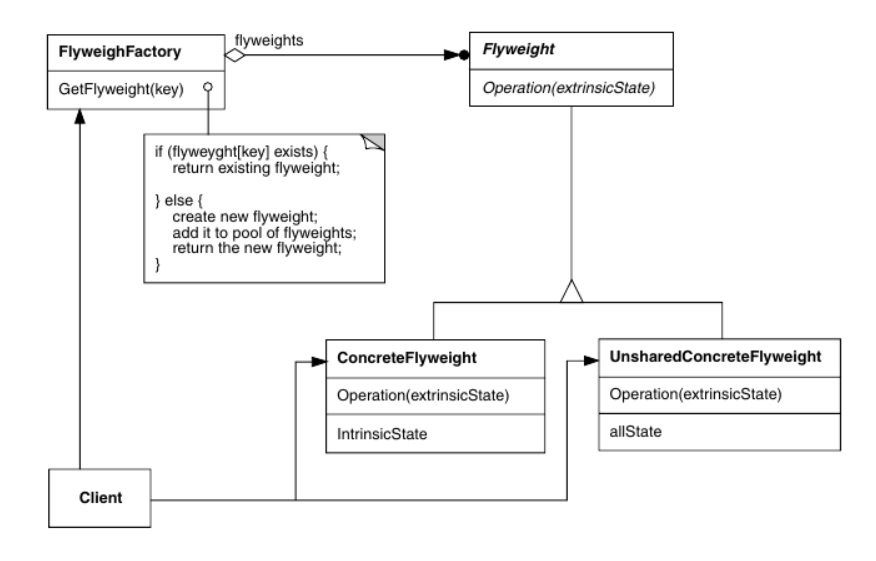 FlyweighFactory
GetFlyweight(key)
flyweights
Flyweight
Operation(extrinsicState)
if (flyweyght[key] exists) {
return existing flyweight;
} else {
create new flyweight;
add it to pool of flyweights;
return the new flyweight;
}
ConcreteFlyweight
Operation(extrinsicState)
IntrinsicState
UnsharedConcreteFlyweight
Operation(extrinsicState)
allState
Client